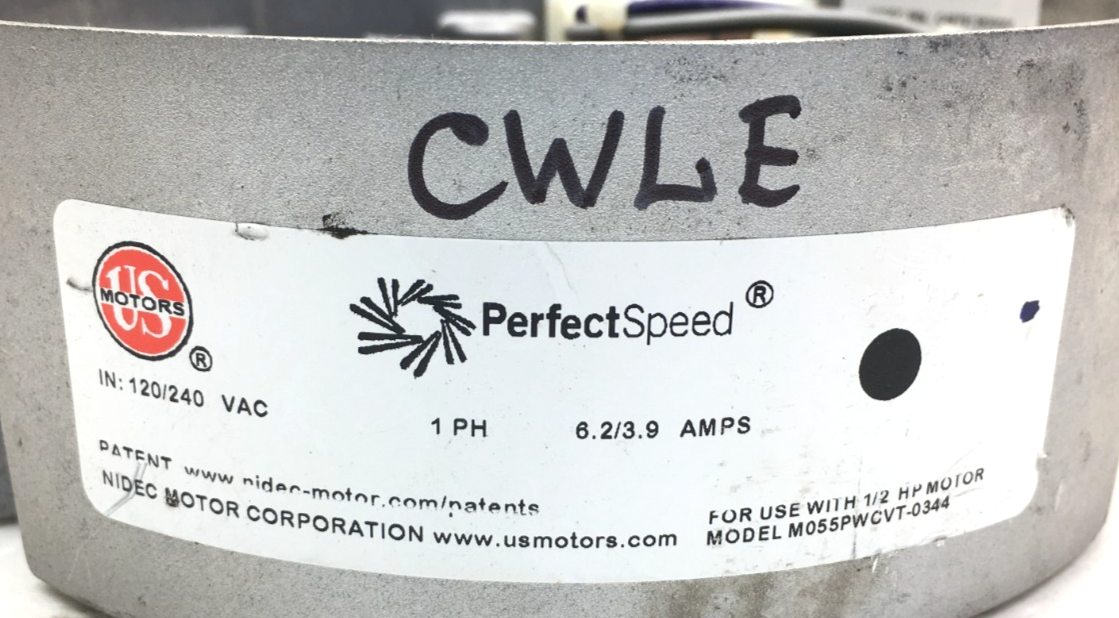 CWLE
US
MOTORS
®
PerfectSpeed ®
IN: 120/240 VAC
1 PH 6.2/3.9 AMPS
PATENT www.nidec-motor.com/patents
NIDEC MOTOR CORPORATION www.usmotors.com
FOR USE WITH 1/2 HP MOTOR
MODEL M055PWCVT-0344